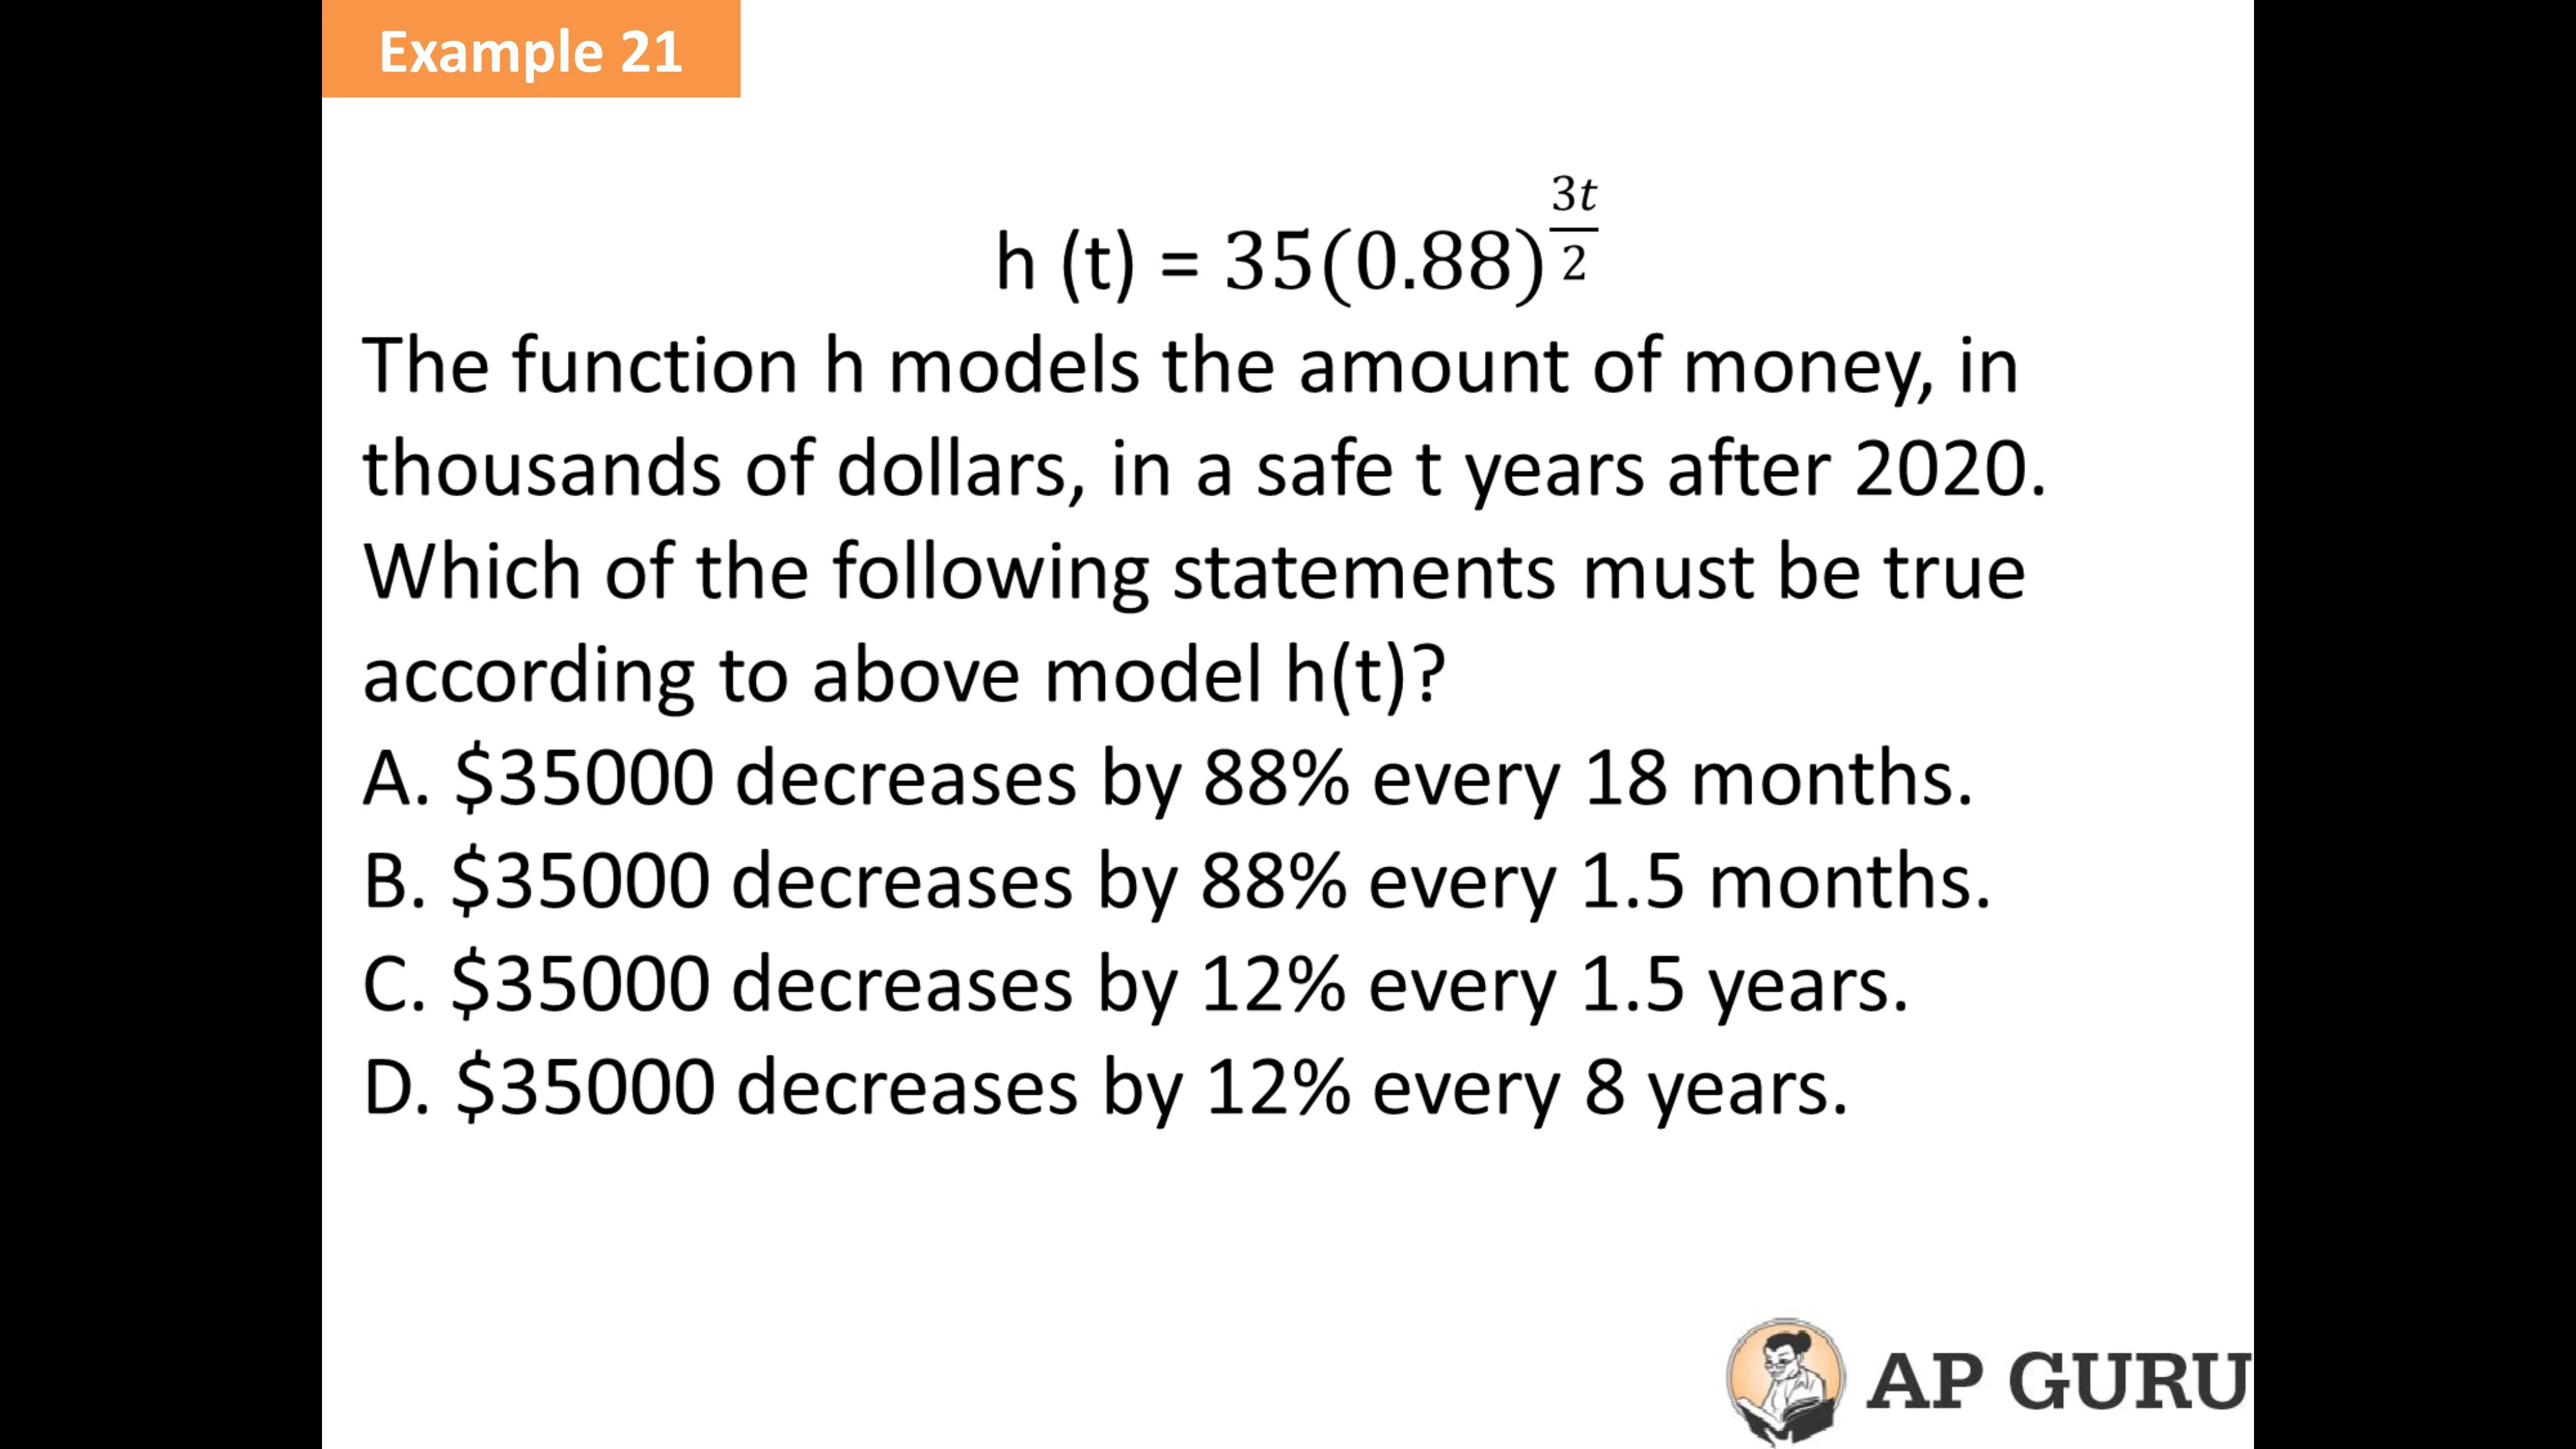 Example 21
h (t) = 35(0.88)^(3t/2)
The function h models the amount of money, in
thousands of dollars, in a safe t years after 2020.
Which of the following statements must be true
according to above model h(t)?
A. $35000 decreases by 88% every 18 months.
B. $35000 decreases by 88% every 1.5 months.
C. $35000 decreases by 12% every 1.5 years.
D. $35000 decreases by 12% every 8 years.
AP GURU